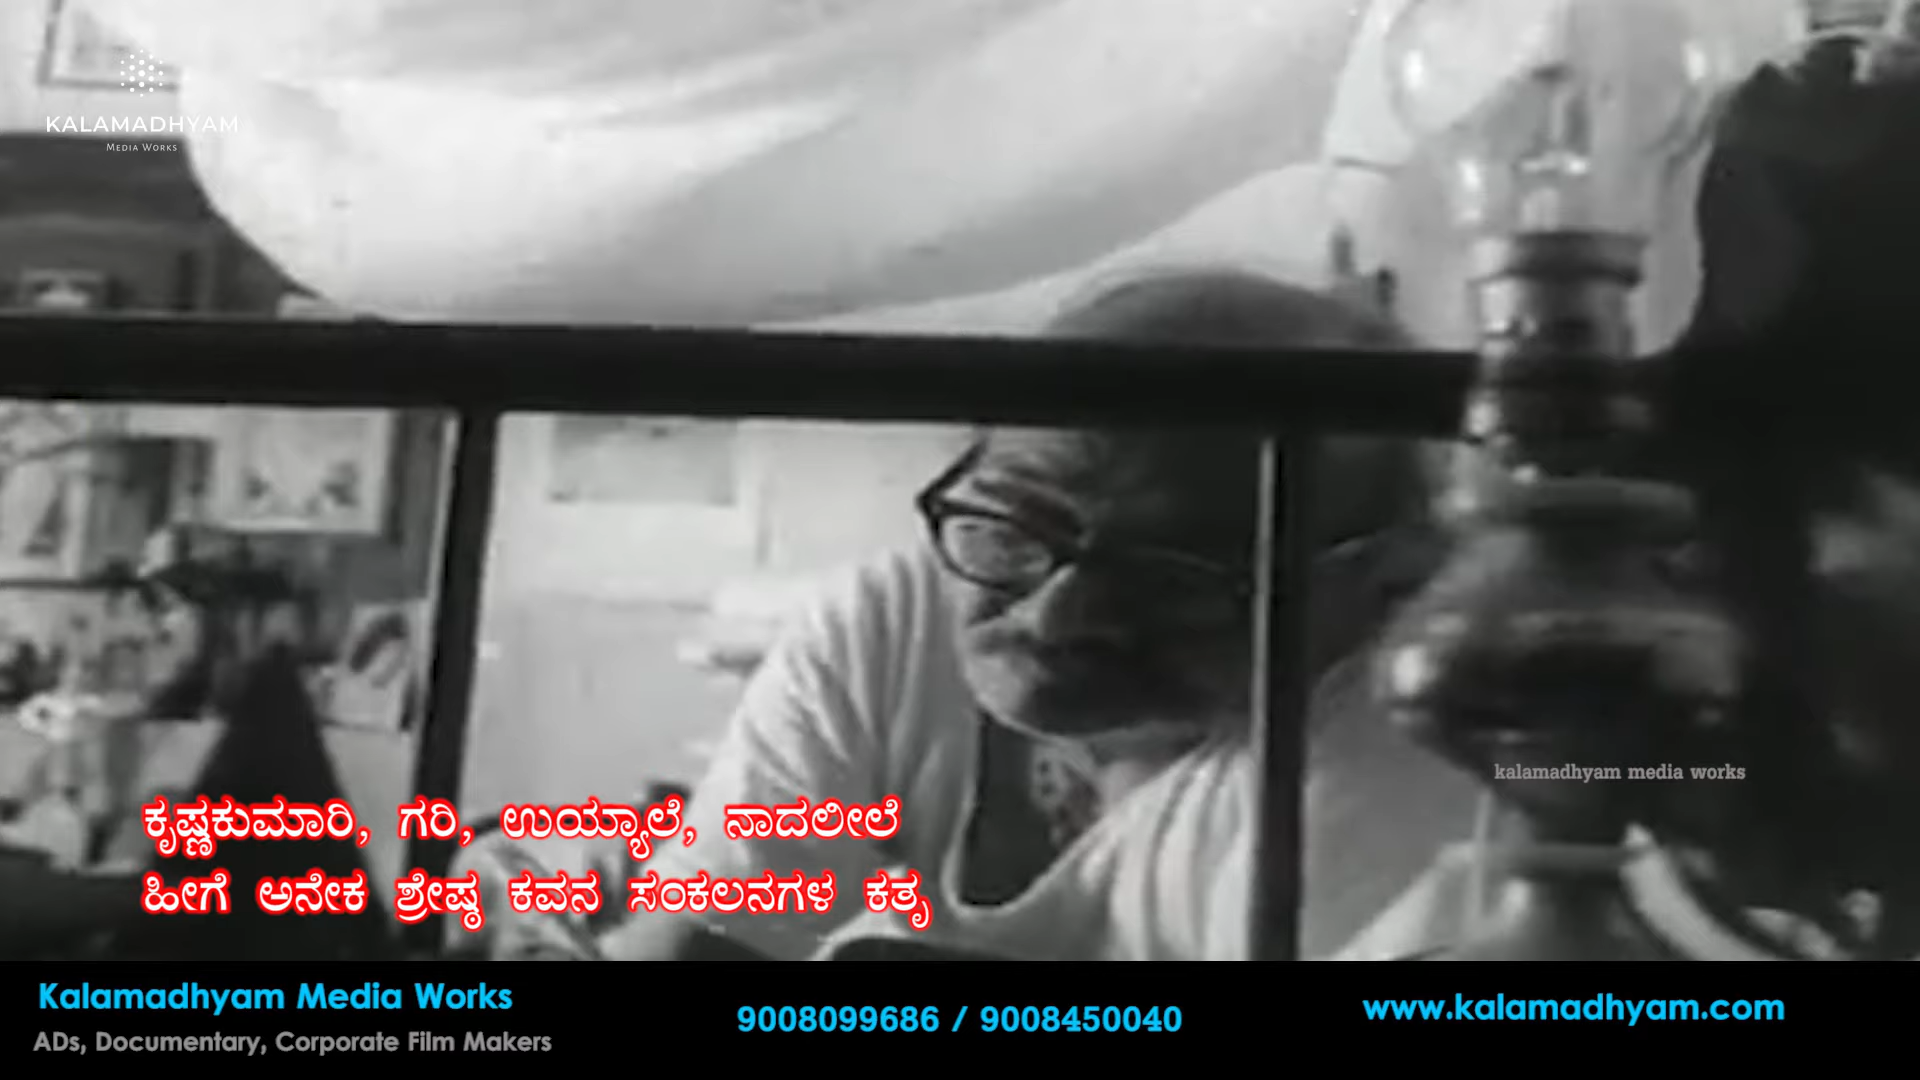 KALAMADHYAM
MEDIA WORKS
kalamadhyam media works
ಕೃಷ್ಣಕುಮಾರಿ, ಗರಿ, ಉಯ್ಯಾಲೆ, ನಾದಲೀಲೆ
ಹೀಗೆ ಅನೇಕ ಶ್ರೇಷ್ಠ ಕವನ ಸಂಕಲನಗಳ ಕತೃ
Kalamadhyam Media Works
ADs, Documentary, Corporate Film Makers
9008099686 / 9008450040
www.kalamadhyam.com